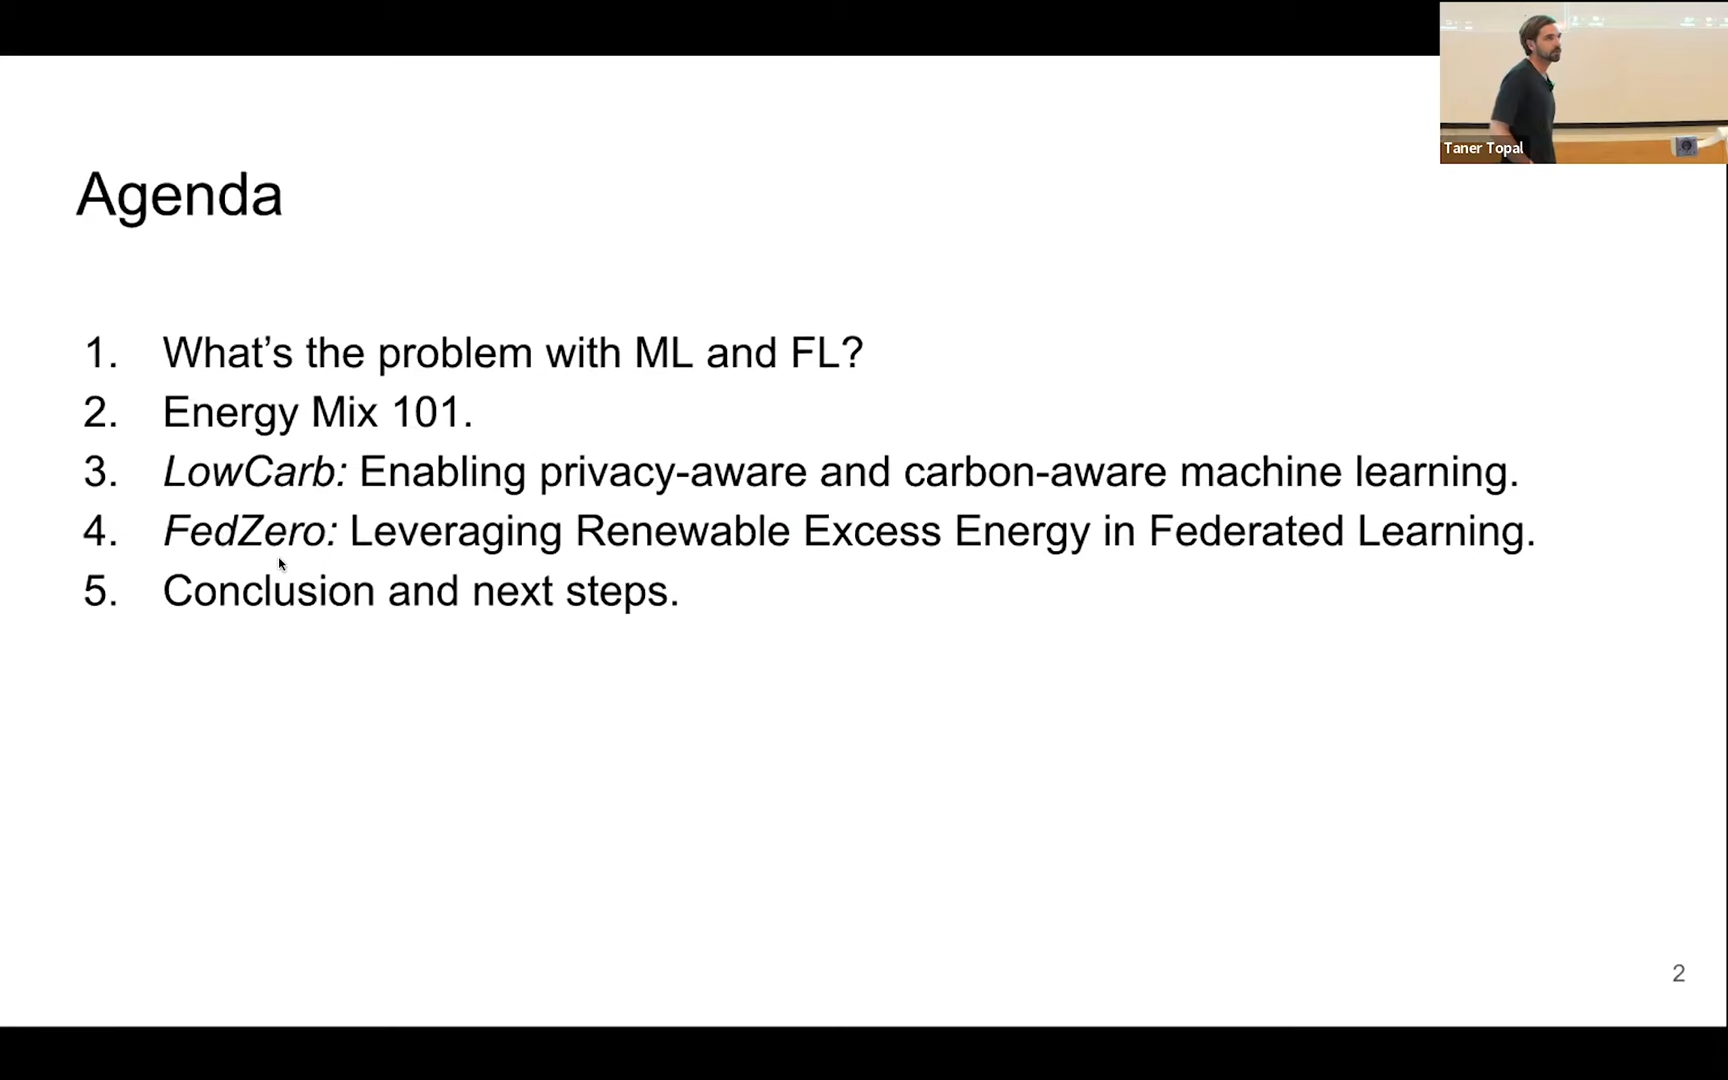 Taner Topal
Agenda
1. What’s the problem with ML and FL?
2. Energy Mix 101.
3. LowCarb: Enabling privacy-aware and carbon-aware machine learning.
4. FedZero: Leveraging Renewable Excess Energy in Federated Learning.
5. Conclusion and next steps.
2